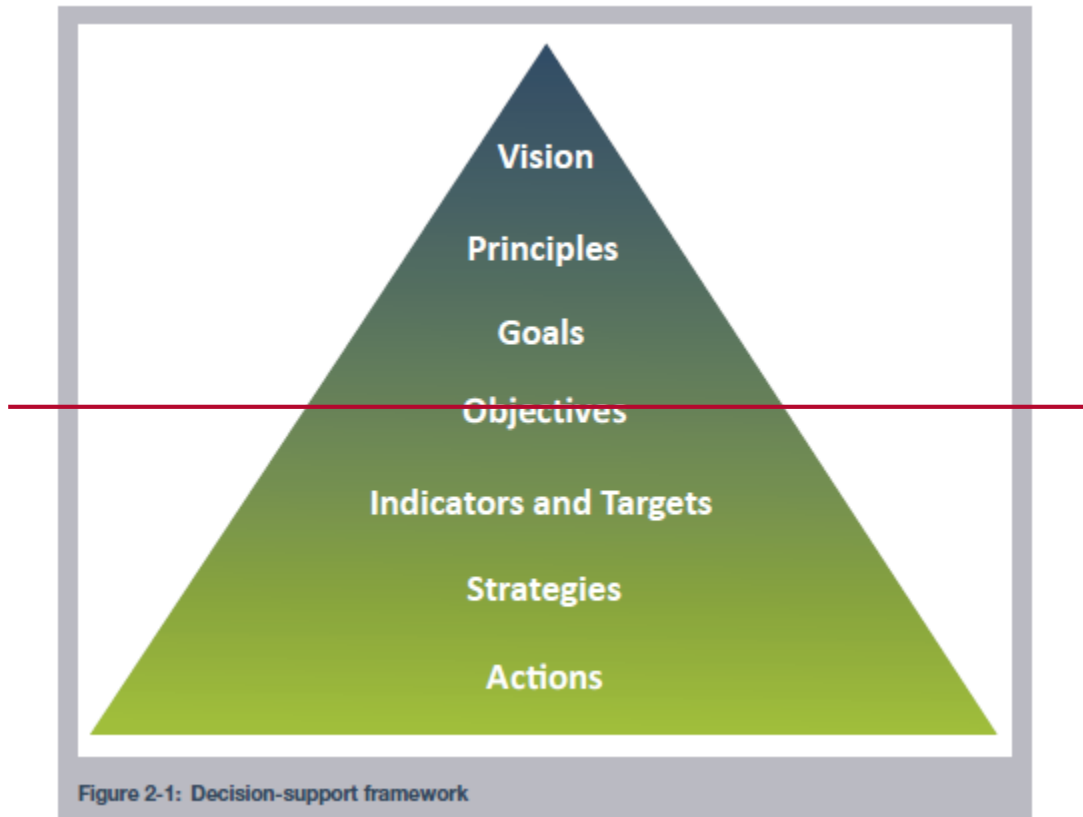 Vision
Principles
Goals
Objectives
Indicators and Targets
Strategies
Actions
Figure 2-1: Decision-support framework